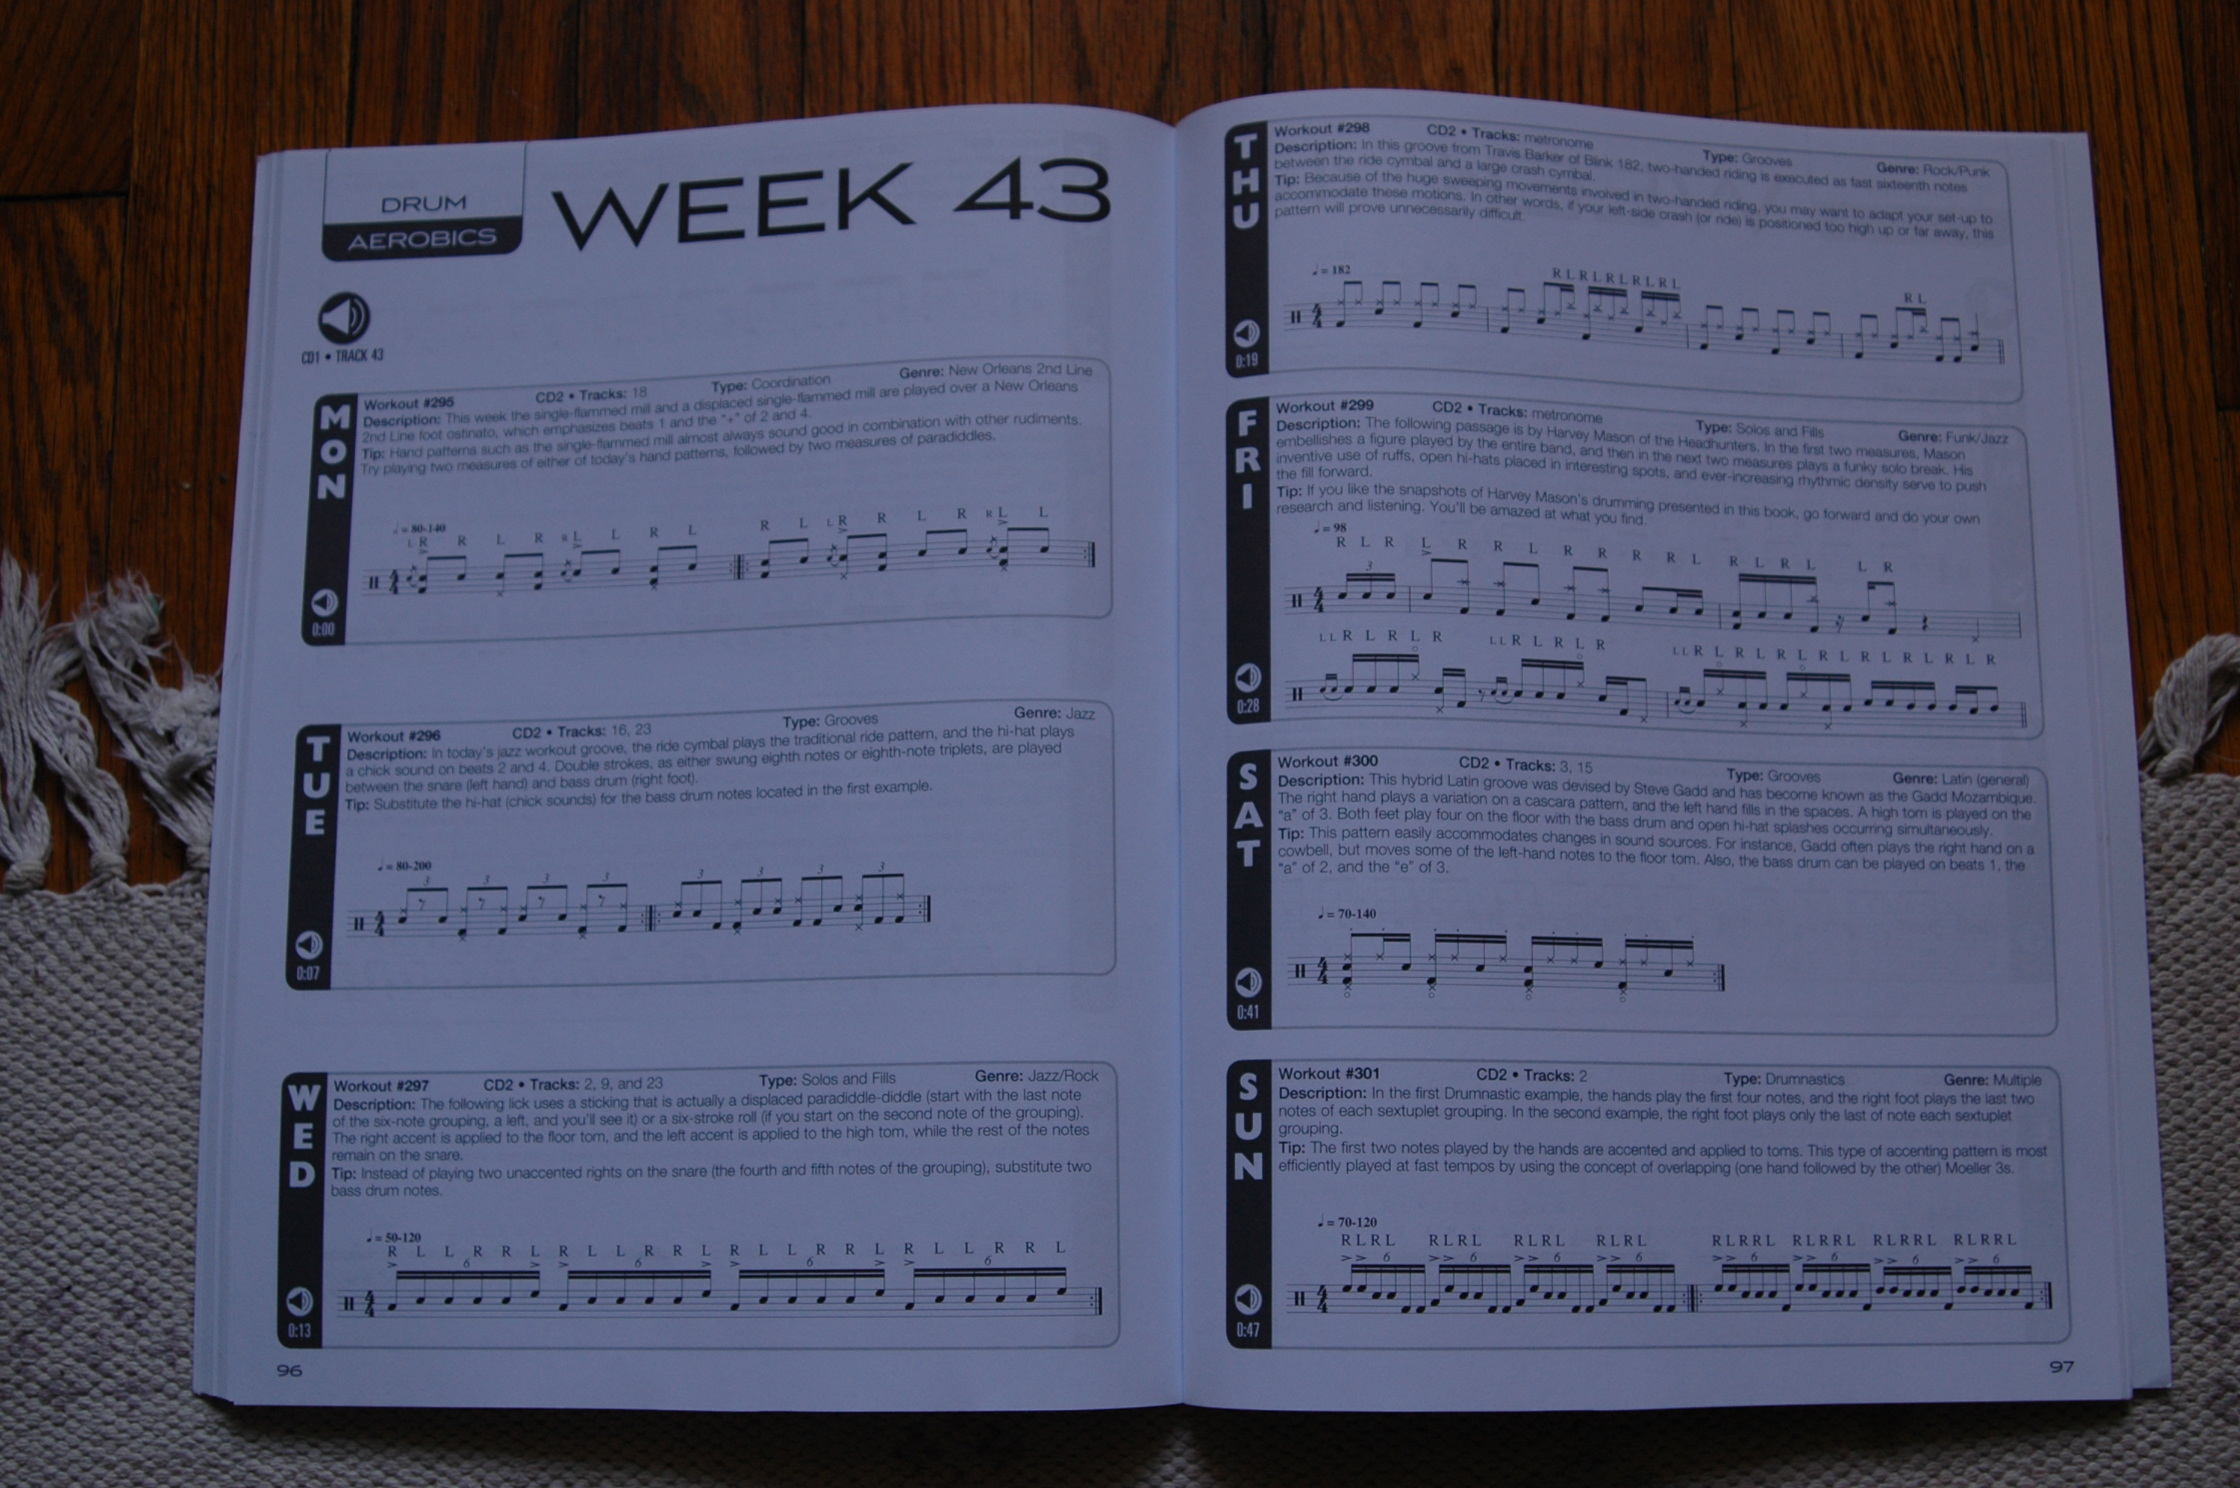 DRUM
AEROBICS
WEEK 43
CD1 • TRACK 43
MON
Workout #295 CD2 • Tracks: 18 Type: Coordination Genre: New Orleans 2nd Line
Description: This week, the single-flammed mill and a displaced single-flammed mill are played over a New Orleans
2nd Line foot ostinato, which emphasizes beats 1 and the "+" of 2 and 4.
Tip: Hand patterns such as the single-flammed mill almost always sound good in combination with other rudiments.
Try playing two measures of either of today's hand patterns, followed by two measures of paradiddles.
♩ = 80-140
L R R L R R L L R L R L L R R L R R L L
0:00
TUE
Workout #296 CD2 • Tracks: 16, 23 Type: Grooves Genre: Jazz
Description: In today's jazz workout groove, the ride cymbal plays the traditional ride pattern, and the hi-hat plays
a chick sound on beats 2 and 4. Double strokes, as either swung eighth notes or eighth-note triplets, are played
between the snare (left hand) and bass drum (right foot).
Tip: Substitute the hi-hat (chick sounds) for the bass drum notes located in the first example.
♩ = 80-200
3 3 3 3 3 3 3 3
0:07
WED
Workout #297 CD2 • Tracks: 2, 9, and 23 Type: Solos and Fills Genre: Jazz/Rock
Description: The following lick uses a sticking that is actually a displaced paradiddle-diddle (start with the last note
of the six-note grouping, a left, and you'll see it) or a six-stroke roll (if you start on the second note of the grouping).
The right accent is applied to the floor tom, and the left accent is applied to the high tom, while the rest of the notes
remain on the snare.
Tip: Instead of playing two unaccented rights on the snare (the fourth and fifth notes of the grouping), substitute two
bass drum notes.
♩ = 50-120
R L L R R L R L L R R L R L L R R L R L L R R L
6 6 6 6
0:13
96
THU
Workout #298 CD2 • Tracks: metronome Type: Grooves Genre: Rock/Punk
Description: In this groove from Travis Barker of Blink 182, two-handed riding is executed as fast sixteenth notes
between the ride cymbal and a large crash cymbal.
Tip: Because of the huge sweeping movements involved in two-handed riding, you may want to adapt your set-up to
accommodate these motions. In other words, if your left-side crash (or ride) is positioned too high up or far away, this
pattern will prove unnecessarily difficult.
♩ = 182
R L R L R L R L R L R L
0:19
FRI
Workout #299 CD2 • Tracks: metronome Type: Solos and Fills Genre: Funk/Jazz
Description: The following passage is by Harvey Mason of the Headhunters. In the first two measures, Mason
embellishes a figure played by the entire band, and then in the next two measures plays a funky solo break. His
inventive use of ruffs, open hi-hats placed in interesting spots, and ever-increasing rhythmic density serve to push
the fill forward.
Tip: If you like the snapshots of Harvey Mason's drumming presented in this book, go forward and do your own
research and listening. You'll be amazed at what you find.
♩ = 98
R L R L R R L R R R L R L R L L R
3
L L R L R L R L L R L R L R L L R L R L R L R L R L R L R L R
0:28
SAT
Workout #300 CD2 • Tracks: 3, 15 Type: Grooves Genre: Latin (general)
Description: This hybrid Latin groove was devised by Steve Gadd and has become known as the Gadd Mozambique.
The right hand plays a variation on a cascara pattern, and the left hand fills in the spaces. A high tom is played on the
"a" of 3. Both feet play four on the floor with the bass drum and open hi-hat splashes occurring simultaneously.
Tip: This pattern easily accommodates changes in sound sources. For instance, Gadd often plays the right hand on a
cowbell, but moves some of the left-hand notes to the floor tom. Also, the bass drum can be played on beats 1, the
"a" of 2, and the "e" of 3.
♩ = 70-140
0:41
SUN
Workout #301 CD2 • Tracks: 2 Type: Drumnastics Genre: Multiple
Description: In the first Drumnastic example, the hands play the first four notes, and the right foot plays the last two
notes of each sextuplet grouping. In the second example, the right foot plays only the last of note each sextuplet
grouping.
Tip: The first two notes played by the hands are accented and applied to toms. This type of accenting pattern is most
efficiently played at fast tempos by using the concept of overlapping (one hand followed by the other) Moeller 3s.
♩ = 70-120
R L R L R L R L R L R L R L R L R L R R L R L R R L R L R R L R L R R L
6 6 6 6 6 6 6 6
0:47
97